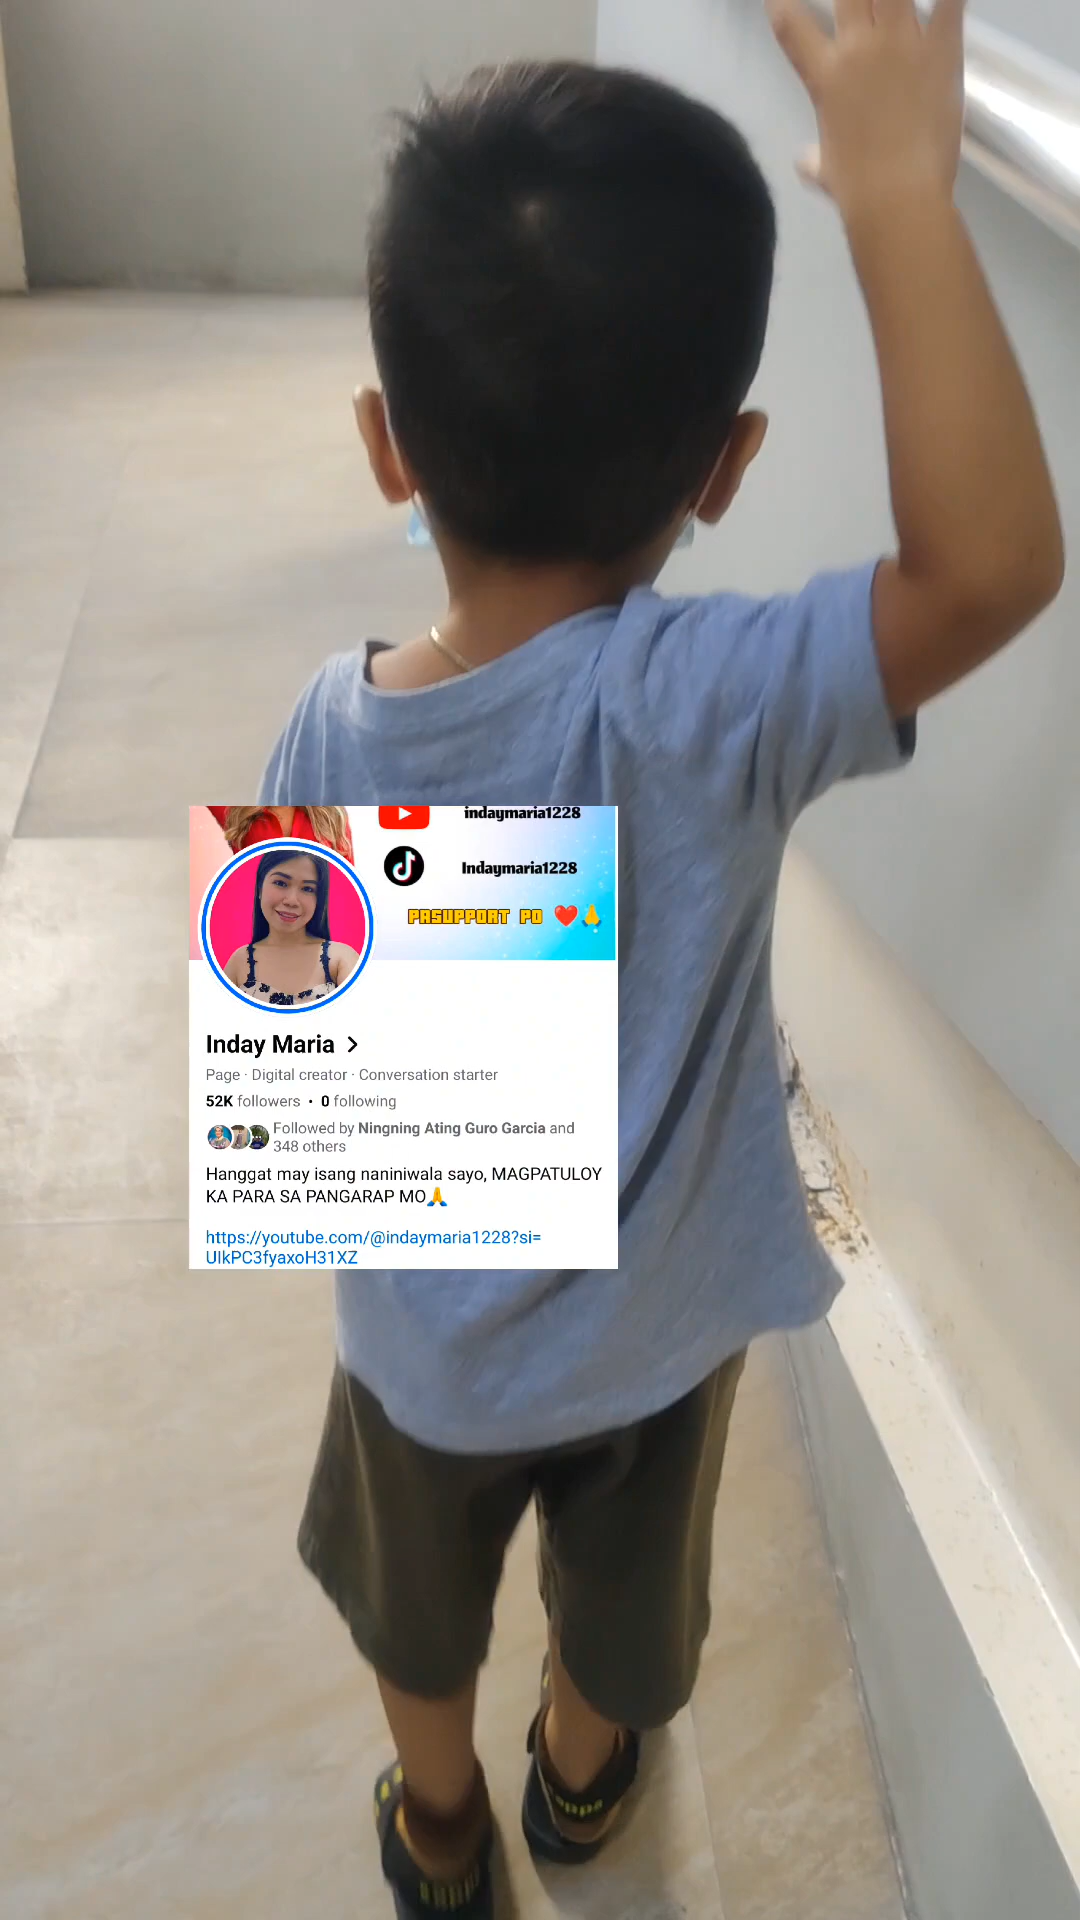 indaymaria1228
Indaymaria1228
PASUPPORT PO ❤️🙏
Inday Maria >
Page · Digital creator · Conversation starter
52K followers • 0 following
Followed by Ningning Ating Guro Garcia and
348 others
Hanggat may isang naniniwala sayo, MAGPATULOY
KA PARA SA PANGARAP MO🙏
https://youtube.com/@indaymaria1228?si=
UIkPC3fyaxoH31XZ